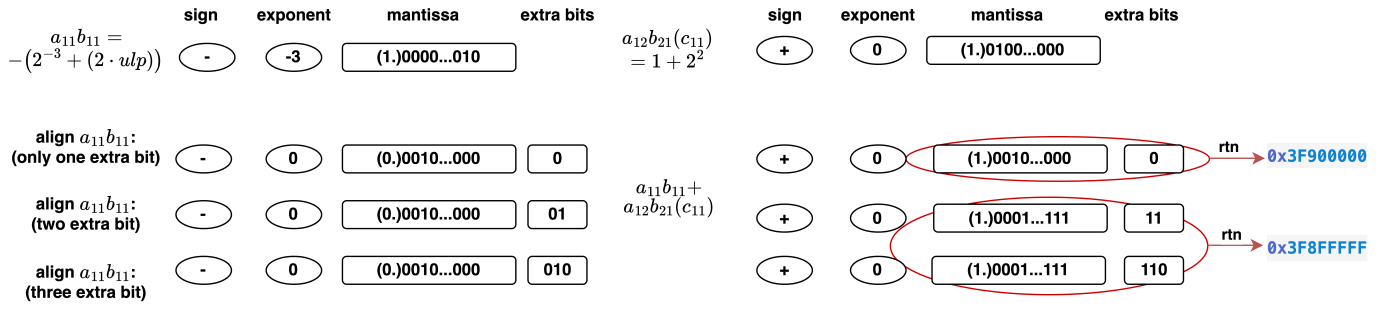 sign exponent mantissa extra bits sign exponent mantissa extra bits
a₁₁b₁₁ =
−(2⁻³ + (2 · ulp)) - -3 (1.)0000...010
a₁₂b₂₁(c₁₁)
= 1 + 2² + 0 (1.)0100...000
align a₁₁b₁₁:
(only one extra bit) - 0 (0.)0010...000 0
+ 0 (1.)0010...000 0 rtn 0x3F900000
align a₁₁b₁₁:
(two extra bit) - 0 (0.)0010...000 01
a₁₁b₁₁+
a₁₂b₂₁(c₁₁)
+ 0 (1.)0001...111 11
rtn 0x3F8FFFFF
align a₁₁b₁₁:
(three extra bit) - 0 (0.)0010...000 010
+ 0 (1.)0001...111 110